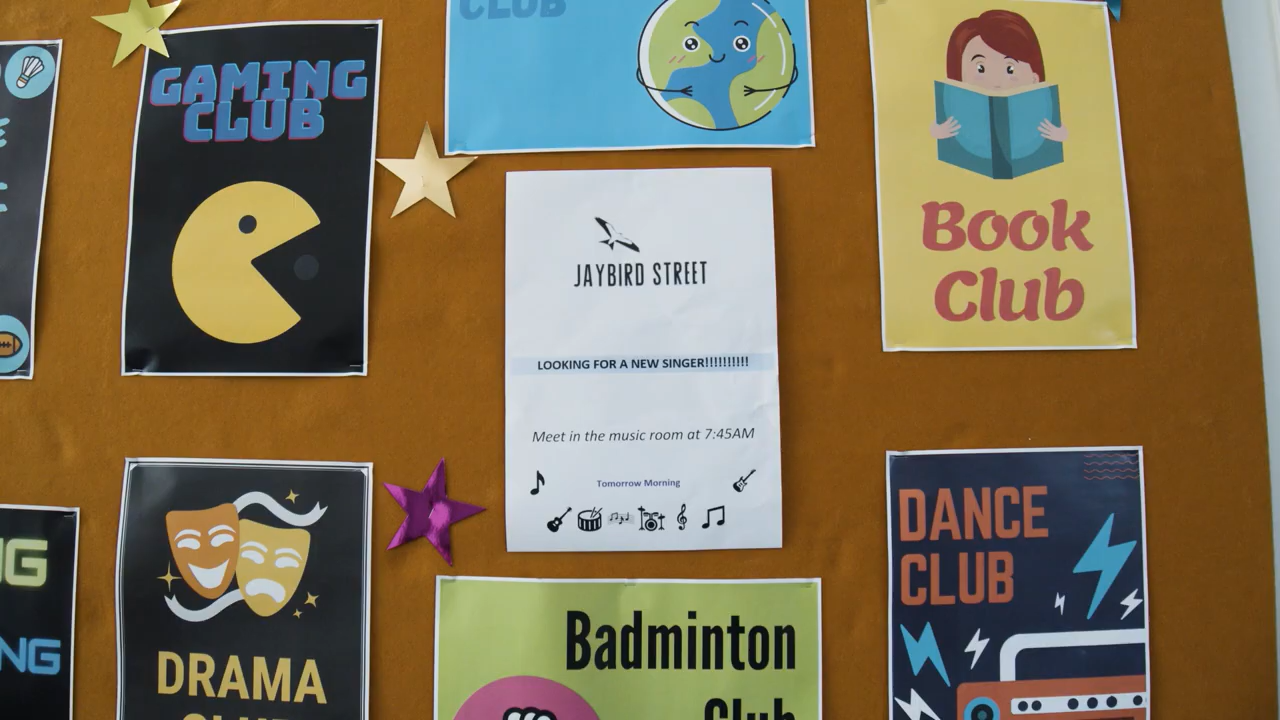 GAMING
CLUB
CLUB
Book
Club
JAYBIRD STREET
LOOKING FOR A NEW SINGER!!!!!!!!!!
Meet in the music room at 7:45AM
Tomorrow Morning
DRAMA
CLUB
Badminton
Club
DANCE
CLUB